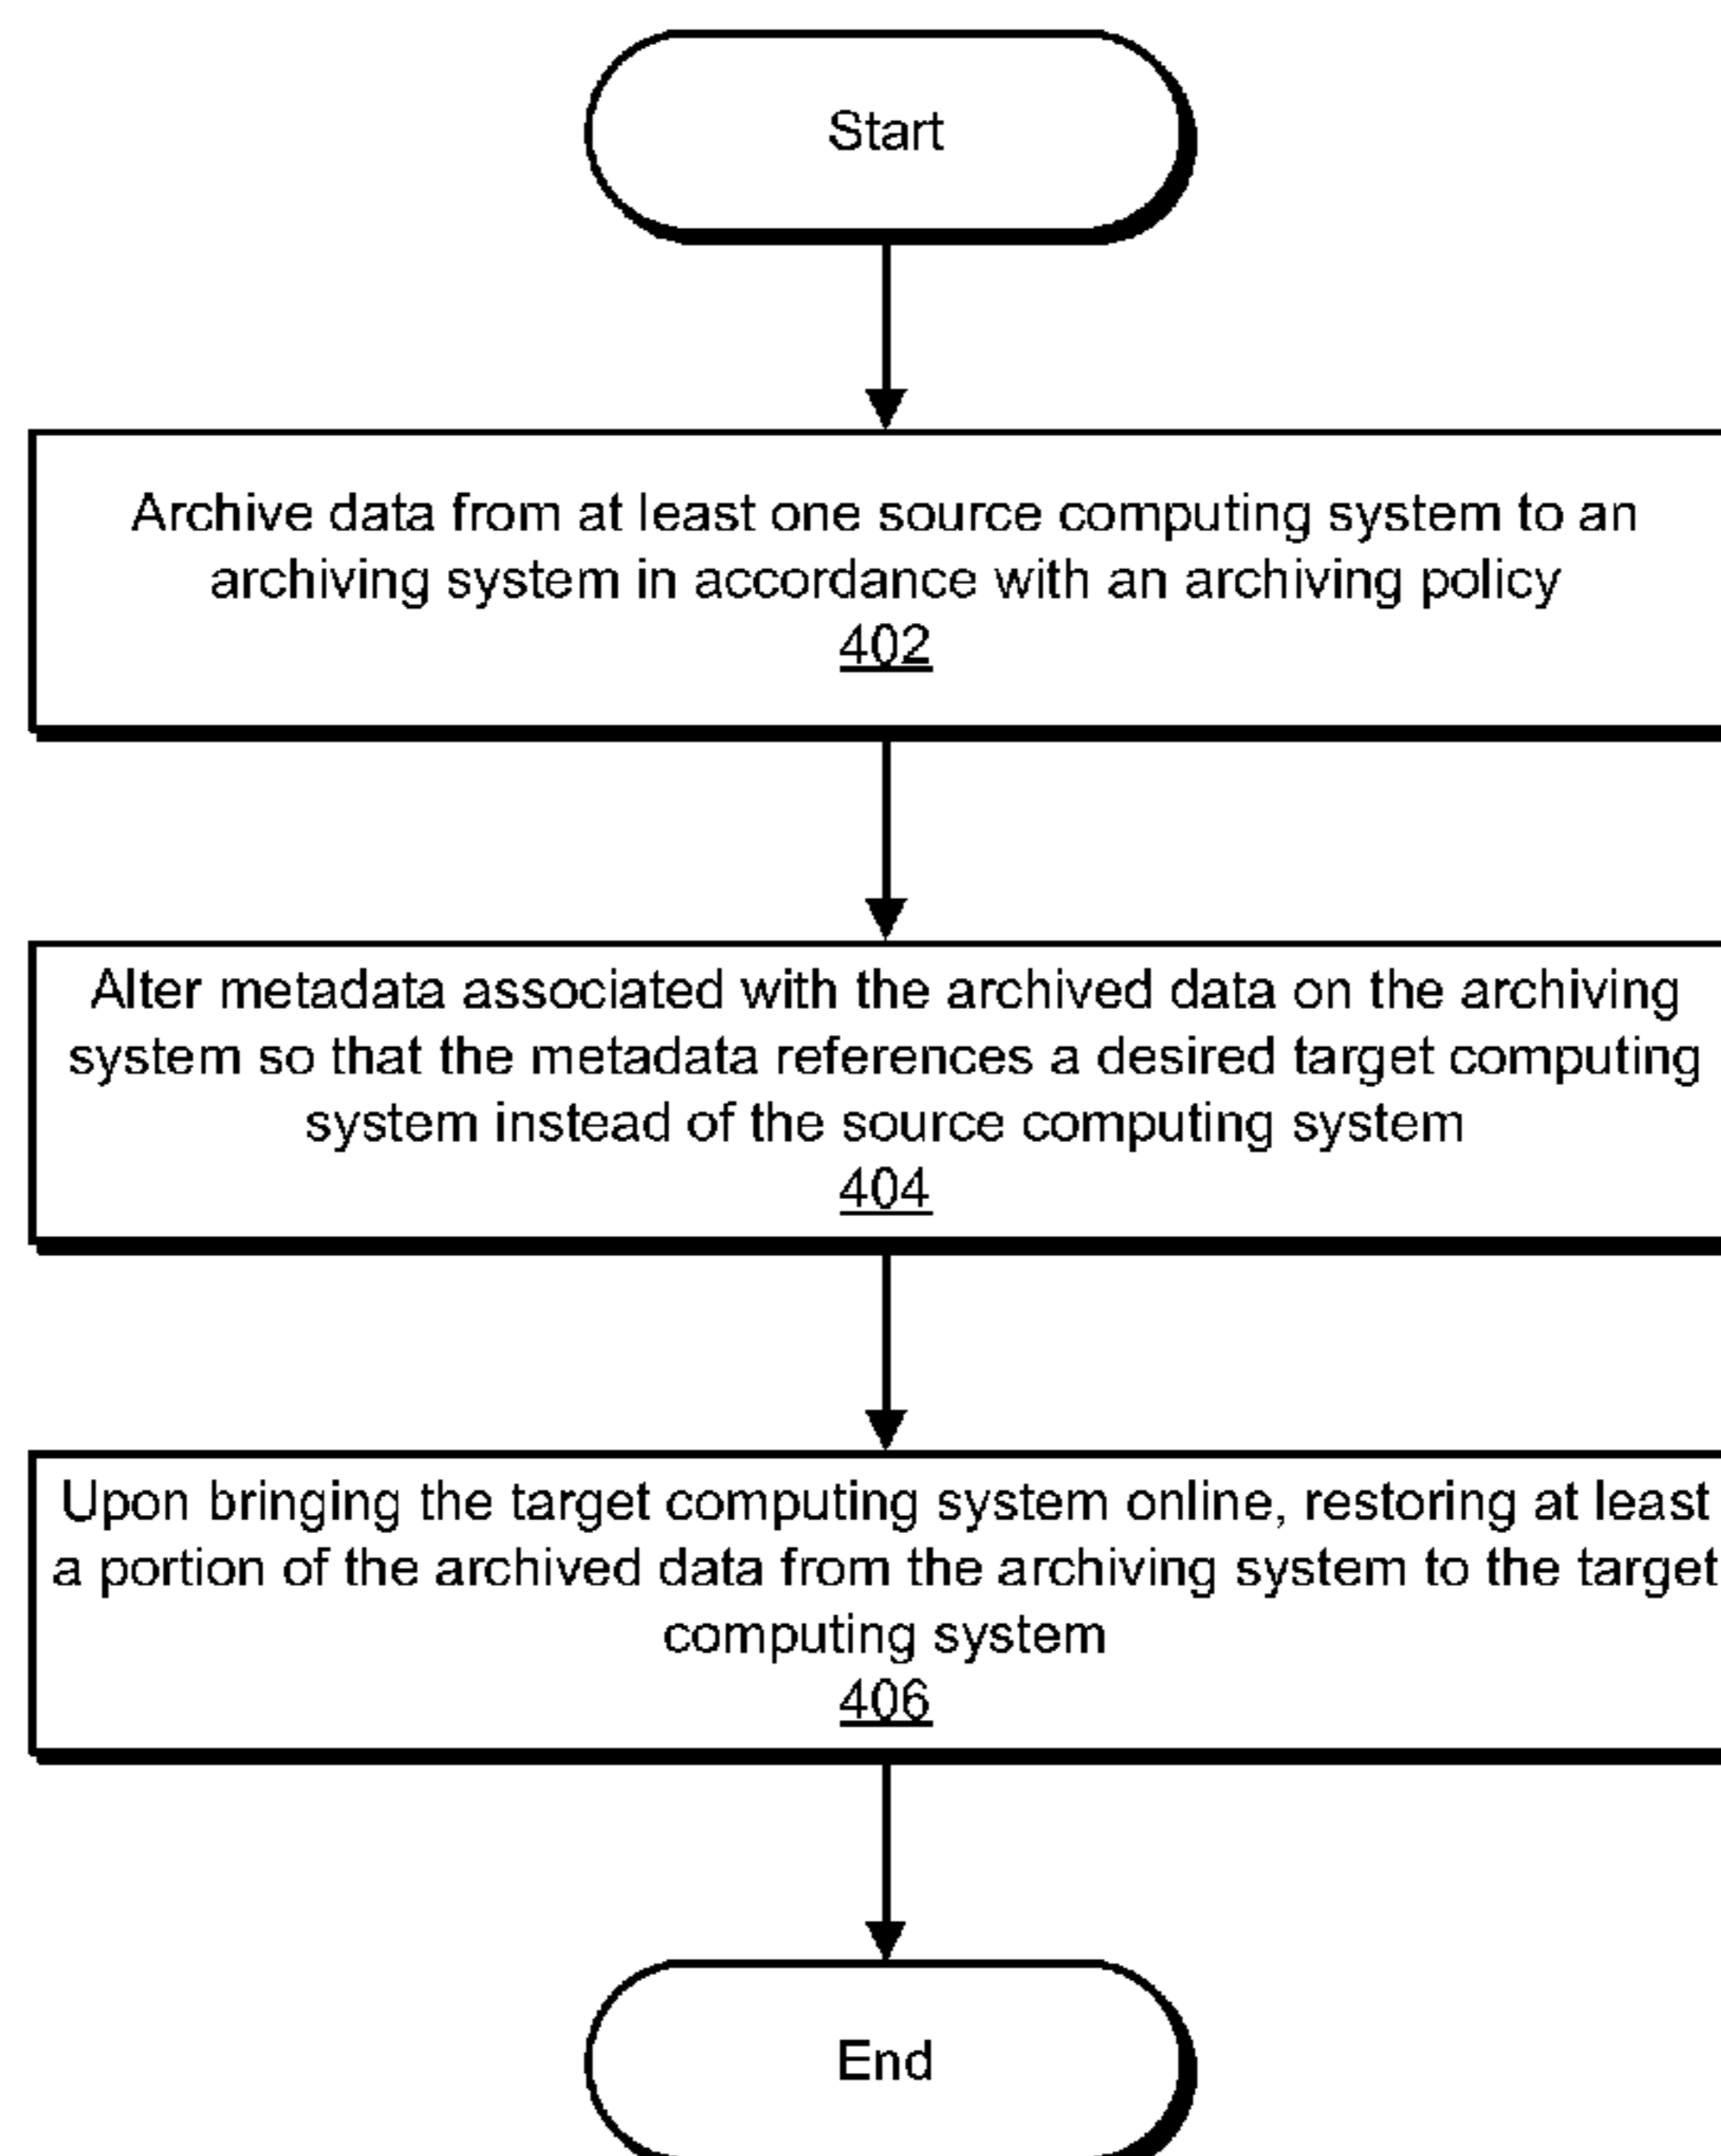 Start
Archive data from at least one source computing system to an
archiving system in accordance with an archiving policy
402
Alter metadata associated with the archived data on the archiving
system so that the metadata references a desired target computing
system instead of the source computing system
404
Upon bringing the target computing system online, restoring at least
a portion of the archived data from the archiving system to the target
computing system
406
End